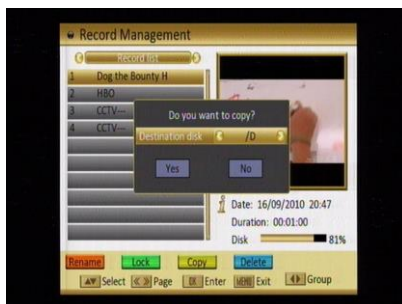 Record Management
Record list
1 Dog the Bounty H
2 HBO
3 CCTV---
4 CCTV---
Do you want to copy?
Destination disk /D
Yes No
Date: 16/09/2010 20:47
Duration: 00:01:00
Disk 81%
Rename Lock Copy Delete
Select Page OK Enter MENU Exit Group